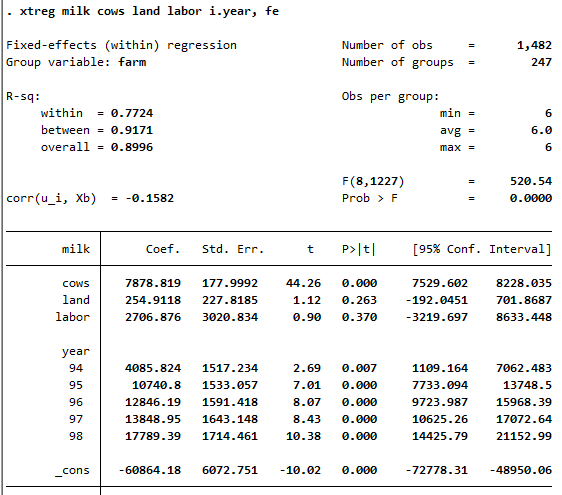 . xtreg milk cows land labor i.year, fe
Fixed-effects (within) regression Number of obs = 1,482
Group variable: farm Number of groups = 247
R-sq: Obs per group:
within = 0.7724 min = 6
between = 0.9171 avg = 6.0
overall = 0.8996 max = 6
F(8,1227) = 520.54
corr(u_i, Xb) = -0.1582 Prob > F = 0.0000
milk Coef. Std. Err. t P>|t| [95% Conf. Interval]
cows 7878.819 177.9992 44.26 0.000 7529.602 8228.035
land 254.9118 227.8185 1.12 0.263 -192.0451 701.8687
labor 2706.876 3020.834 0.90 0.370 -3219.697 8633.448
year
94 4085.824 1517.234 2.69 0.007 1109.164 7062.483
95 10740.8 1533.057 7.01 0.000 7733.094 13748.5
96 12846.19 1591.418 8.07 0.000 9723.987 15968.39
97 13848.95 1643.148 8.43 0.000 10625.26 17072.64
98 17789.39 1714.461 10.38 0.000 14425.79 21152.99
_cons -60864.18 6072.751 -10.02 0.000 -72778.31 -48950.06